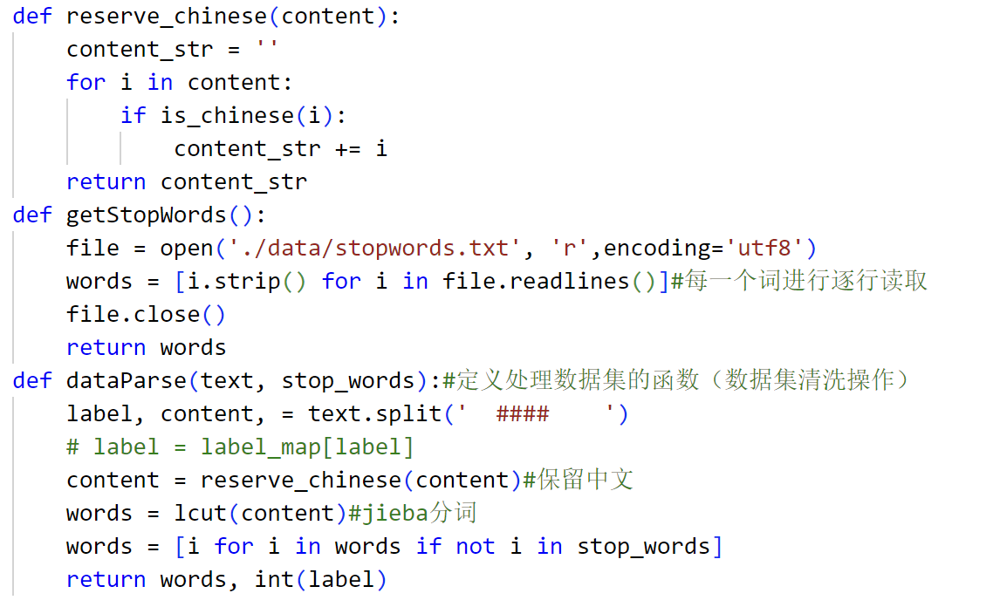 def reserve_chinese(content):
    content_str = ''
    for i in content:
        if is_chinese(i):
            content_str += i
    return content_str
def getStopWords():
    file = open('./data/stopwords.txt', 'r',encoding='utf8')
    words = [i.strip() for i in file.readlines()]#每一个词进行逐行读取
    file.close()
    return words
def dataParse(text, stop_words):#定义处理数据集的函数（数据集清洗操作）
    label, content, = text.split('  ####    ')
    # label = label_map[label]
    content = reserve_chinese(content)#保留中文
    words = lcut(content)#jieba分词
    words = [i for i in words if not i in stop_words]
    return words, int(label)